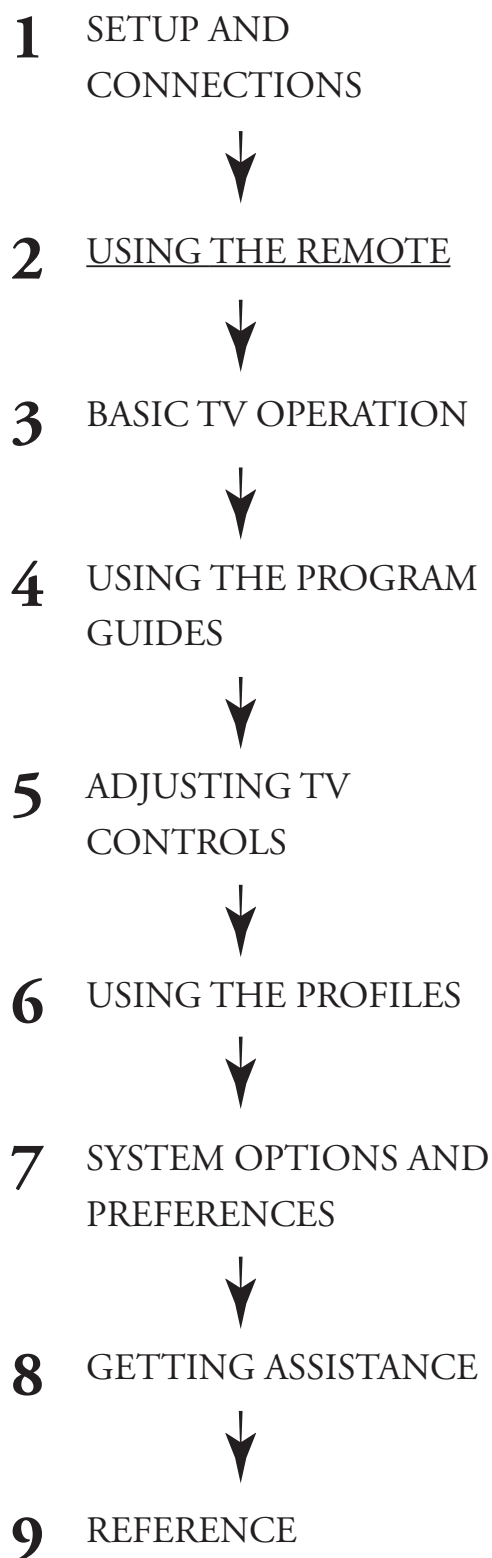 1 SETUP AND
CONNECTIONS
2 USING THE REMOTE
3 BASIC TV OPERATION
4 USING THE PROGRAM
GUIDES
5 ADJUSTING TV
CONTROLS
6 USING THE PROFILES
7 SYSTEM OPTIONS AND
PREFERENCES
8 GETTING ASSISTANCE
9 REFERENCE